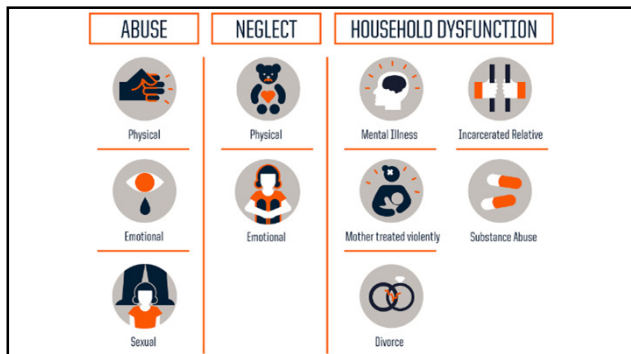 ABUSE
NEGLECT
HOUSEHOLD DYSFUNCTION
Physical
Physical
Mental Illness
Incarcerated Relative
Emotional
Emotional
Mother treated violently
Substance Abuse
Sexual
Divorce